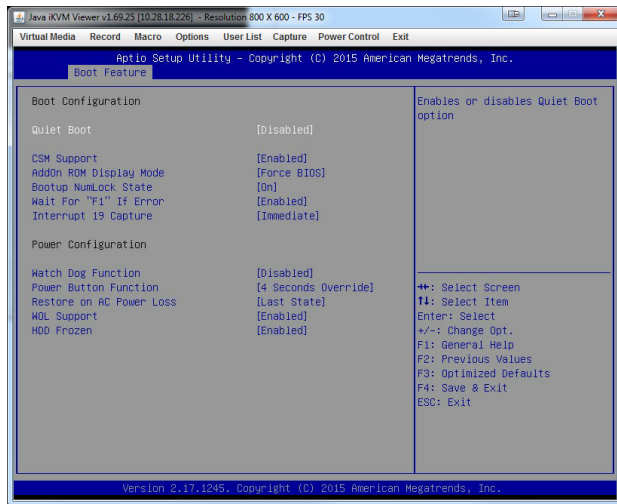 Java iKVM Viewer v1.69.25 [10.28.18.226] - Resolution 800 X 600 - FPS 30
Virtual Media Record Macro Options User List Capture Power Control Exit
Aptio Setup Utility - Copyright (C) 2015 American Megatrends, Inc.
Boot Feature
Boot Configuration
Quiet Boot [Disabled]
CSM Support [Enabled]
AddOn ROM Display Mode [Force BIOS]
Bootup NumLock State [On]
Wait For "F1" If Error [Enabled]
Interrupt 19 Capture [Immediate]
Power Configuration
Watch Dog Function [Disabled]
Power Button Function [4 Seconds Override]
Restore on AC Power Loss [Last State]
WOL Support [Enabled]
HDD Frozen [Enabled]
Enables or disables Quiet Boot
option
→←: Select Screen
↑↓: Select Item
Enter: Select
+/-: Change Opt.
F1: General Help
F2: Previous Values
F3: Optimized Defaults
F4: Save & Exit
ESC: Exit
Version 2.17.1245. Copyright (C) 2015 American Megatrends, Inc.